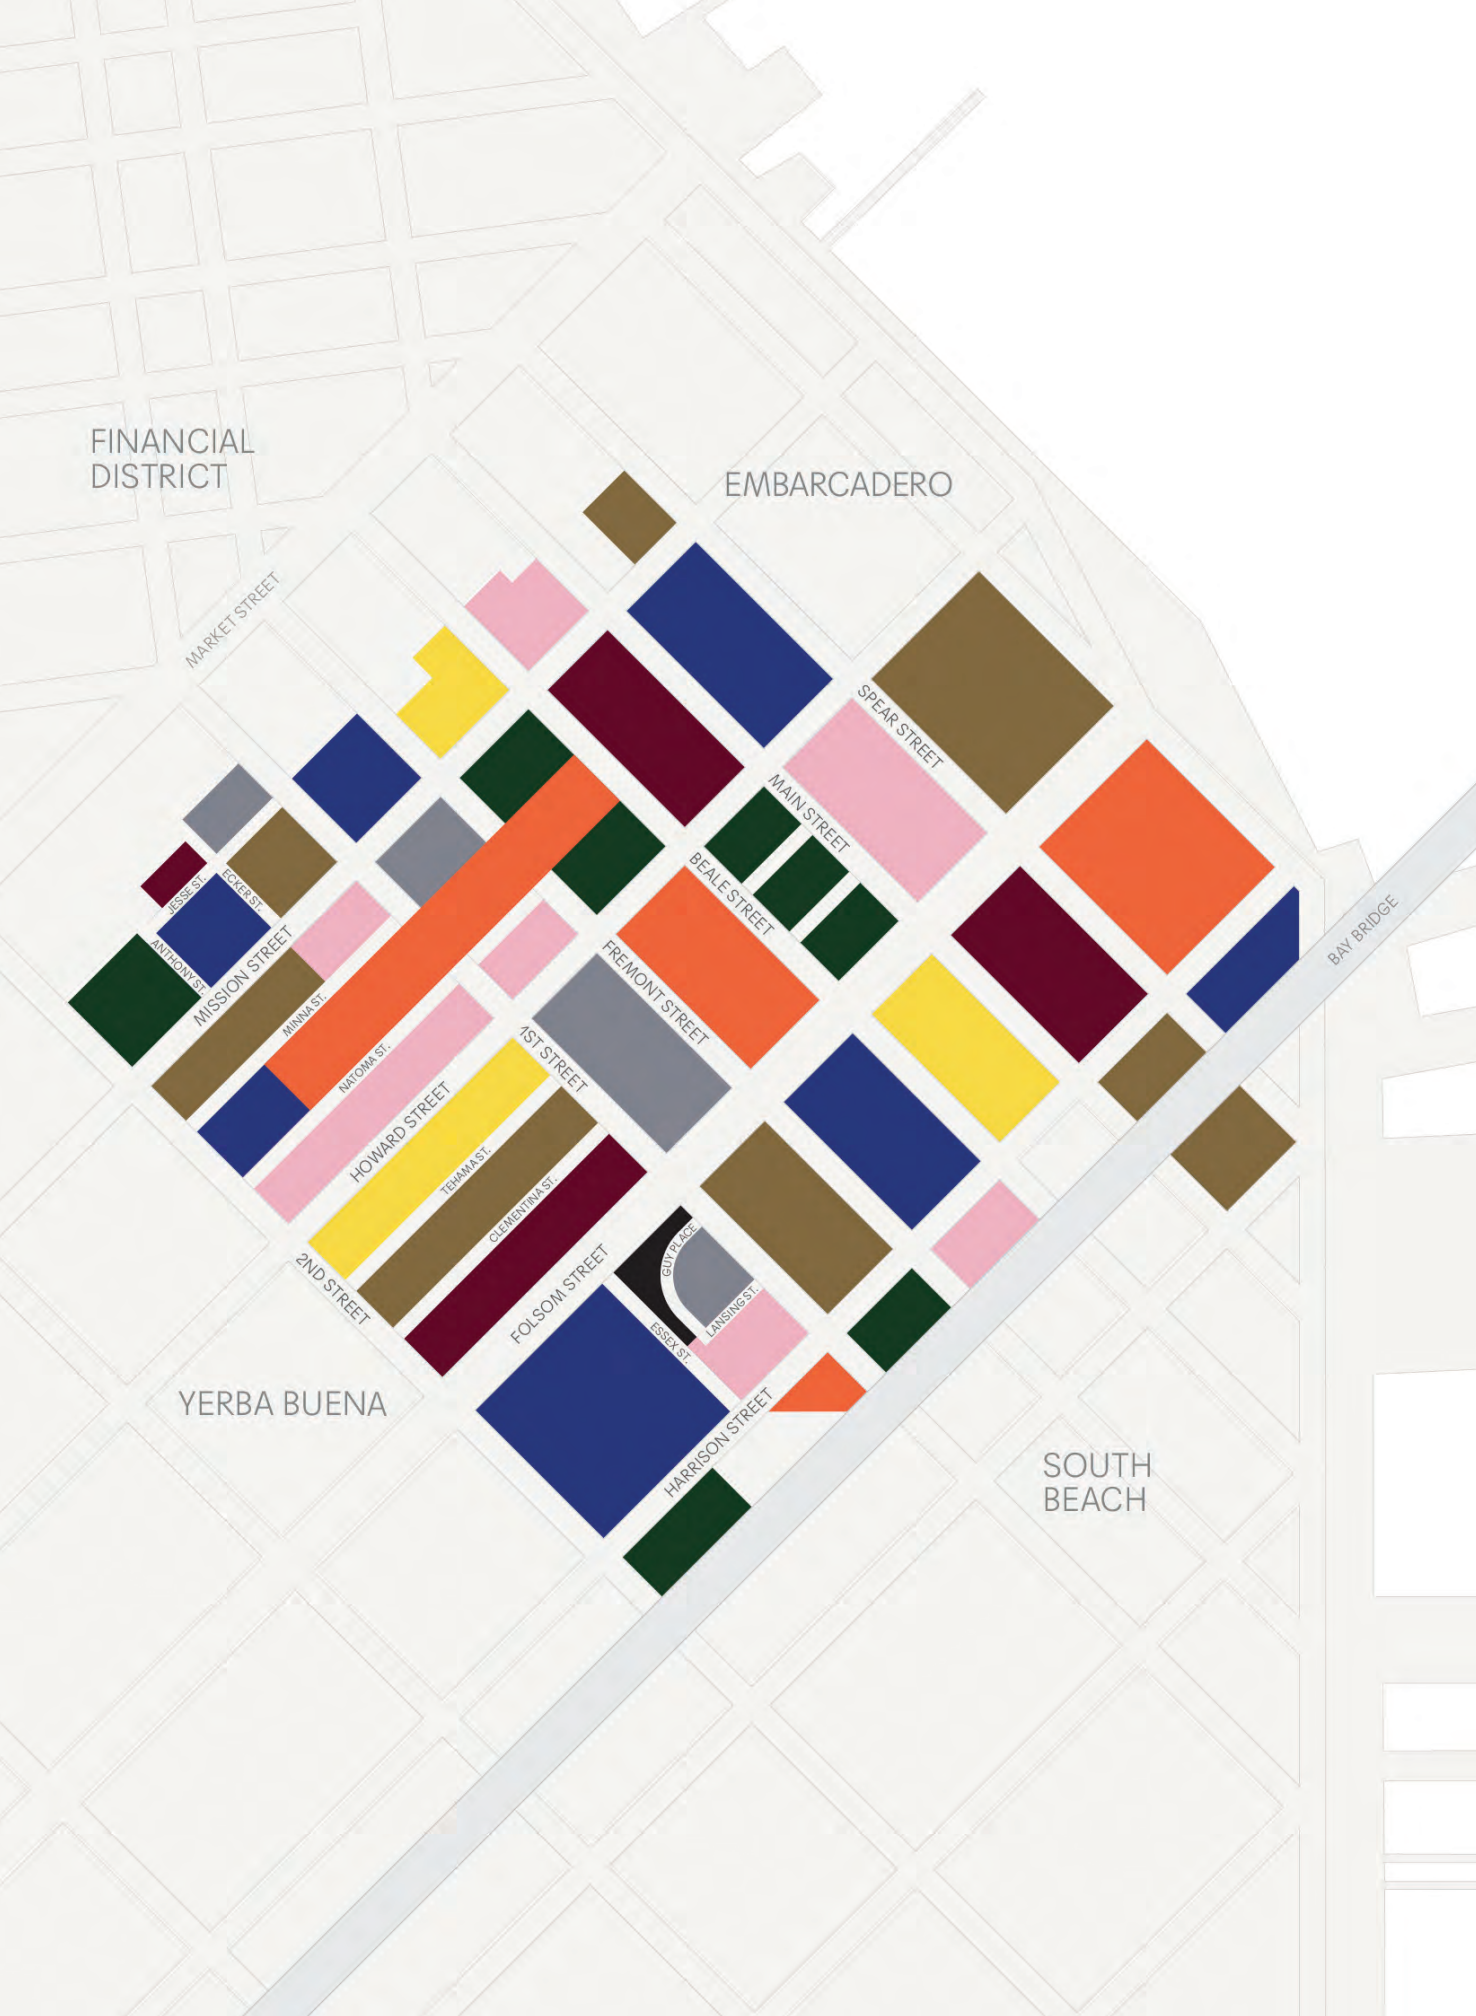 FINANCIAL
DISTRICT
EMBARCADERO
MARKET STREET
SPEAR STREET
MAIN STREET
BEALE STREET
FREMONT STREET
1ST STREET
JESSE ST.
ECKER ST.
ANTHONY ST.
MISSION STREET
MINNA ST.
NATOMA ST.
HOWARD STREET
TEHAMA ST.
CLEMENTINA ST.
2ND STREET
FOLSOM STREET
GUY PLACE
LANSING ST.
ESSEX ST.
HARRISON STREET
BAY BRIDGE
YERBA BUENA
SOUTH
BEACH